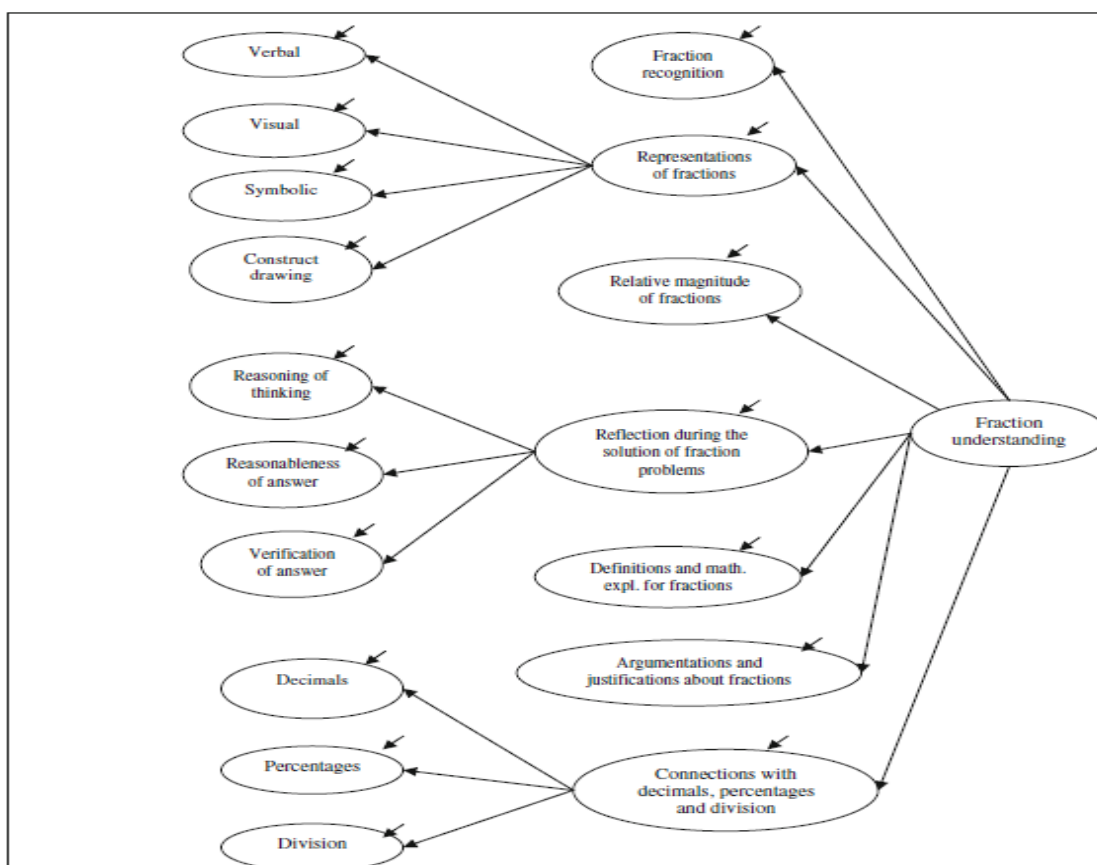 Verbal
Visual
Symbolic
Construct
drawing
Reasoning of
thinking
Reasonableness
of answer
Verification
of answer
Decimals
Percentages
Division
Fraction
recognition
Representations
of fractions
Relative magnitude
of fractions
Reflection during the
solution of fraction
problems
Definitions and math.
expl. for fractions
Argumentations and
justifications about fractions
Connections with
decimals, percentages
and division
Fraction
understanding